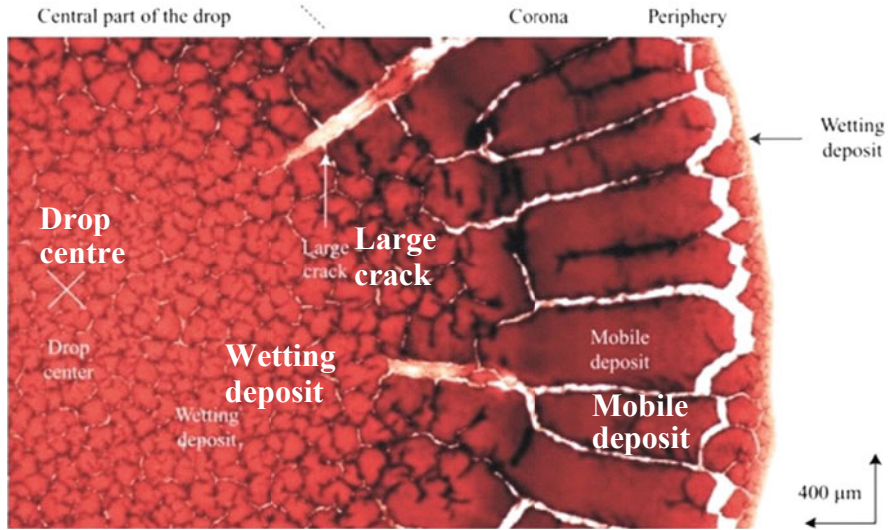 Central part of the drop
Corona
Periphery
Wetting
deposit
Drop
centre
Large
crack
Large
crack
Drop
center
Wetting
deposit
Wetting
deposit
Mobile
deposit
Mobile
deposit
400 μm